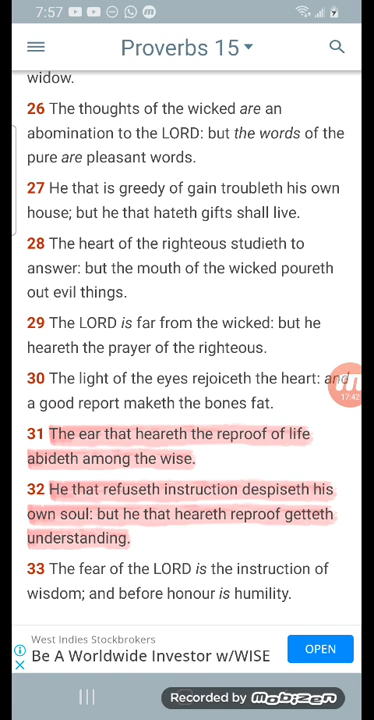 7:57
Proverbs 15
widow.
26 The thoughts of the wicked are an
abomination to the LORD: but the words of the
pure are pleasant words.
27 He that is greedy of gain troubleth his own
house; but he that hateth gifts shall live.
28 The heart of the righteous studieth to
answer: but the mouth of the wicked poureth
out evil things.
29 The LORD is far from the wicked: but he
heareth the prayer of the righteous.
30 The light of the eyes rejoiceth the heart: and
a good report maketh the bones fat.
17:42
31 The ear that heareth the reproof of life
abideth among the wise.
32 He that refuseth instruction despiseth his
own soul: but he that heareth reproof getteth
understanding.
33 The fear of the LORD is the instruction of
wisdom; and before honour is humility.
West Indies Stockbrokers
Be A Worldwide Investor w/WISE
OPEN
Recorded by mobizen